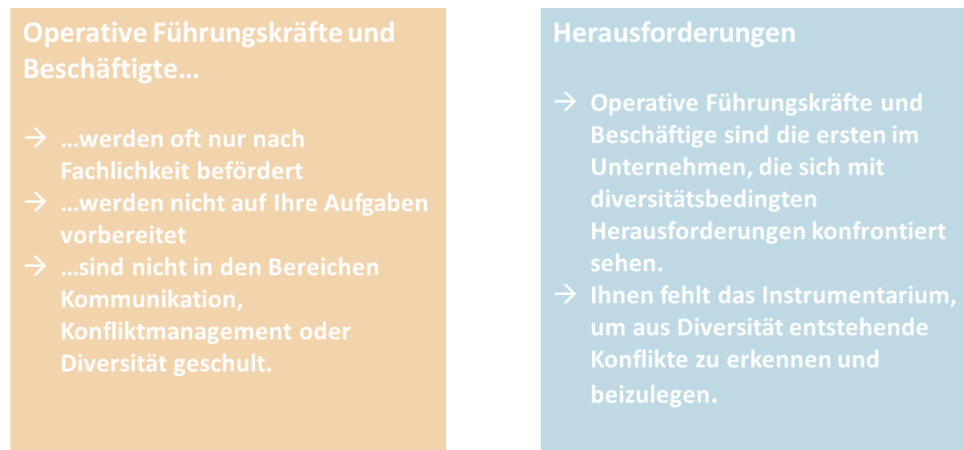 Operative Führungskräfte und
Beschäftigte…
→ …werden oft nur nach
Fachlichkeit befördert
→ …werden nicht auf Ihre Aufgaben
vorbereitet
→ …sind nicht in den Bereichen
Kommunikation,
Konfliktmanagement oder
Diversität geschult.
Herausforderungen
→ Operative Führungskräfte und
Beschäftige sind die ersten im
Unternehmen, die sich mit
diversitätsbedingten
Herausforderungen konfrontiert
sehen.
→ Ihnen fehlt das Instrumentarium,
um aus Diversität entstehende
Konflikte zu erkennen und
beizulegen.